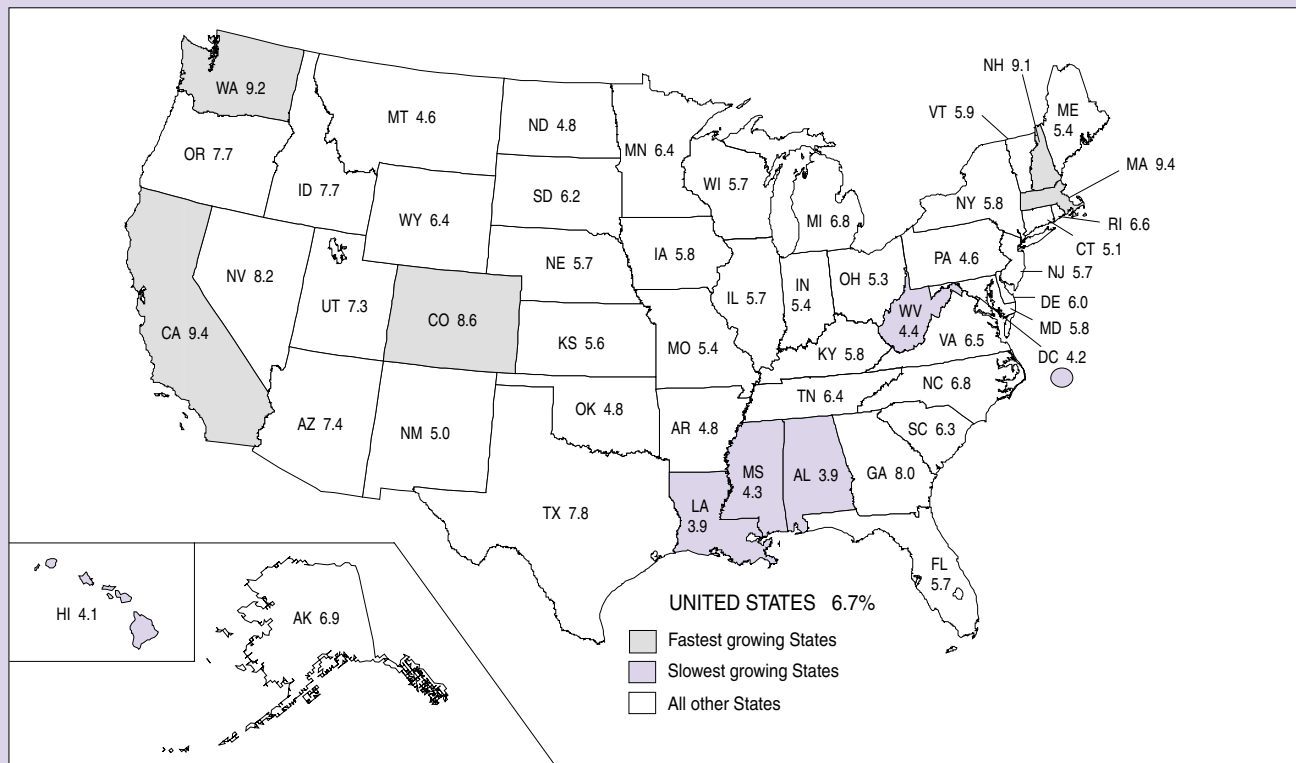 WA 9.2
MT 4.6
ND 4.8
MN 6.4
NH 9.1
VT 5.9
ME
5.4
MA 9.4
OR 7.7
ID 7.7
WY 6.4
SD 6.2
WI 5.7
MI 6.8
NY 5.8
RI 6.6
CT 5.1
NV 8.2
UT 7.3
CO 8.6
NE 5.7
IA 5.8
IL 5.7
IN
5.4
OH 5.3
PA 4.6
NJ 5.7
DE 6.0
MD 5.8
DC 4.2
CA 9.4
KS 5.6
MO 5.4
KY 5.8
WV
4.4
VA 6.5
AZ 7.4
NM 5.0
OK 4.8
AR 4.8
TN 6.4
NC 6.8
SC 6.3
TX 7.8
LA
3.9
MS
4.3
AL 3.9
GA 8.0
FL
5.7
HI 4.1
AK 6.9
UNITED STATES 6.7%
Fastest growing States
Slowest growing States
All other States